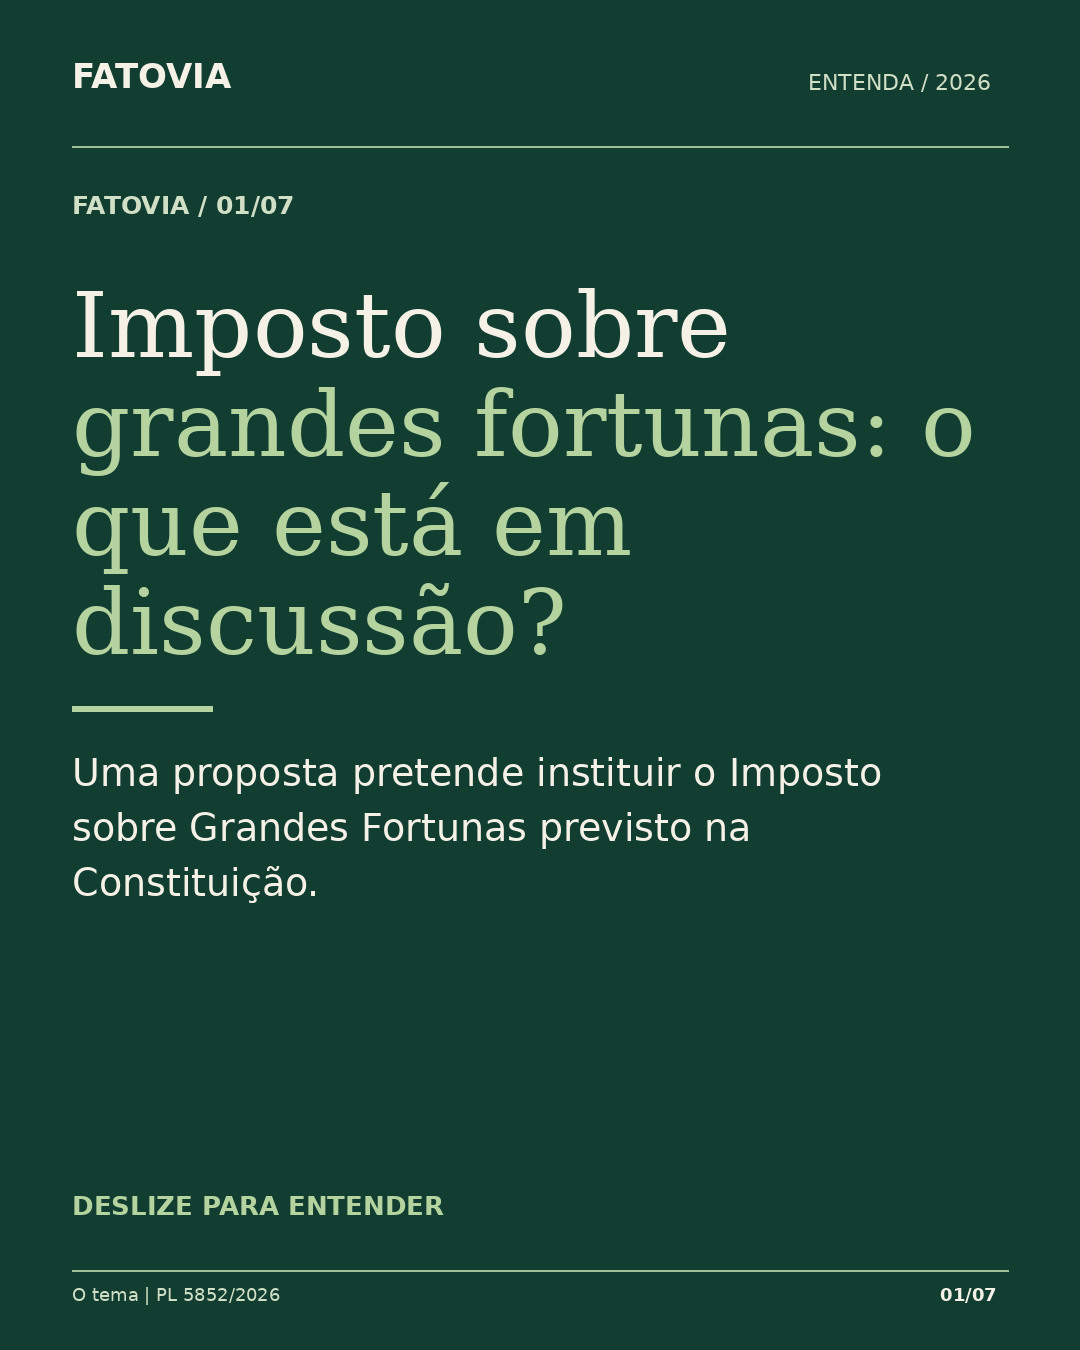 FATOVIA
ENTENDA / 2026
FATOVIA / 01/07
Imposto sobre
grandes fortunas: o
que está em
discussão?
Uma proposta pretende instituir o Imposto
sobre Grandes Fortunas previsto na
Constituição.
DESLIZE PARA ENTENDER
O tema | PL 5852/2026
01/07